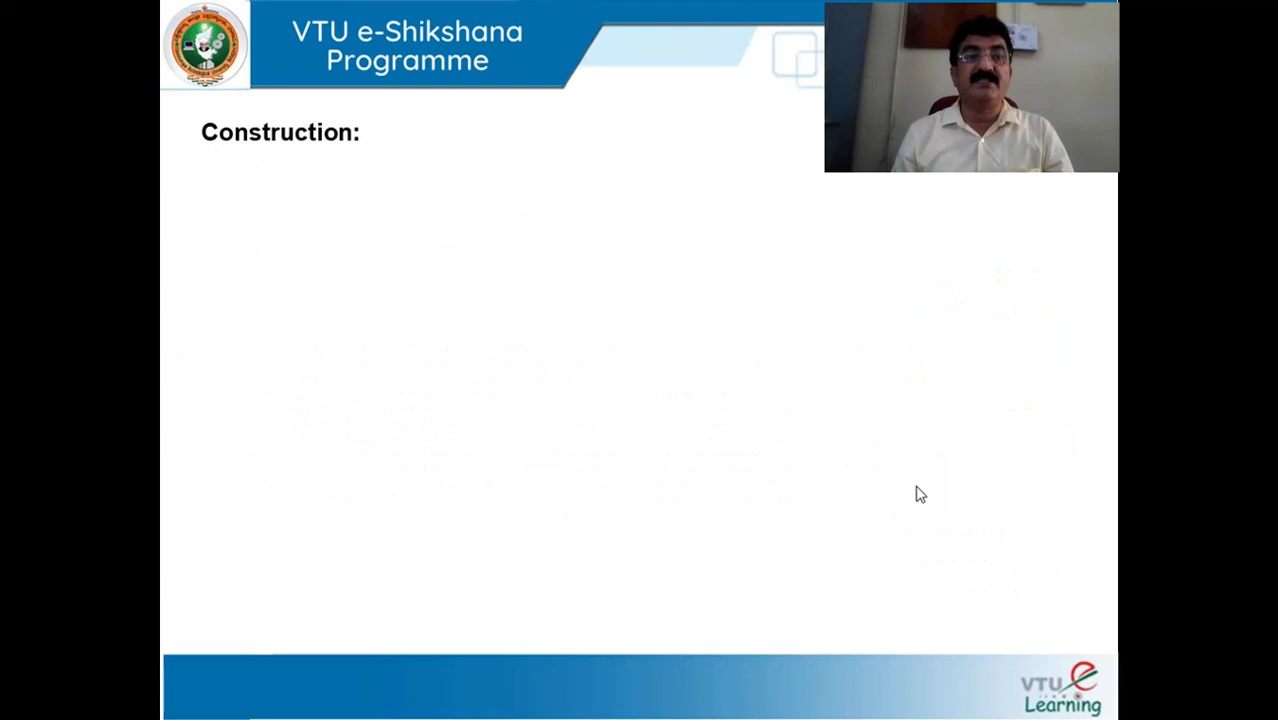 VTU e-Shikshana
Programme
Construction:
VTU
Learning